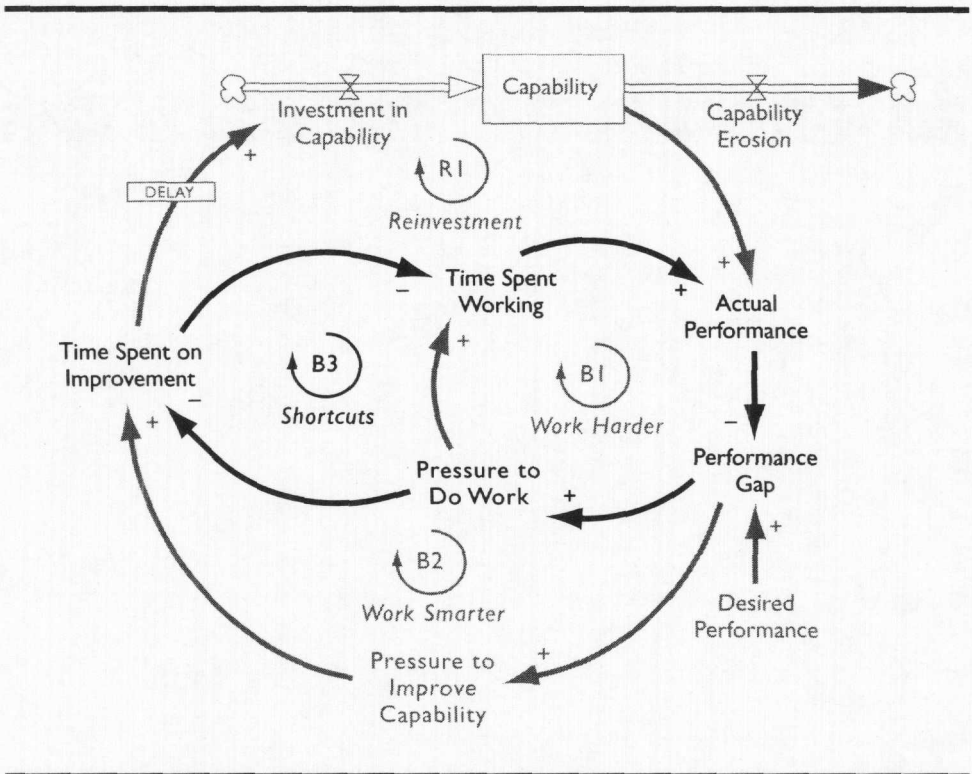 Capability
Investment in
Capability
Capability
Erosion
+
R1
Reinvestment
DELAY
+
Time Spent
Working
−
+
Actual
Performance
Time Spent on
Improvement
B3
Shortcuts
+
B1
Work Harder
−
+
−
Performance
Gap
Pressure to
Do Work
+
+
B2
Work Smarter
Desired
Performance
Pressure to
Improve
Capability
+